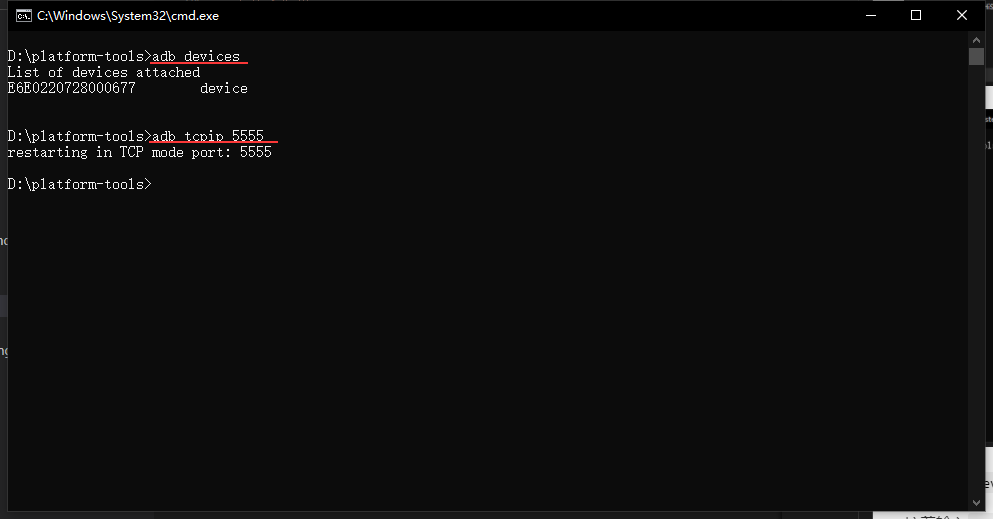 C:\Windows\System32\cmd.exe
D:\platform-tools>adb devices
List of devices attached
E6E0220728000677        device
D:\platform-tools>adb tcpip 5555
restarting in TCP mode port: 5555
D:\platform-tools>